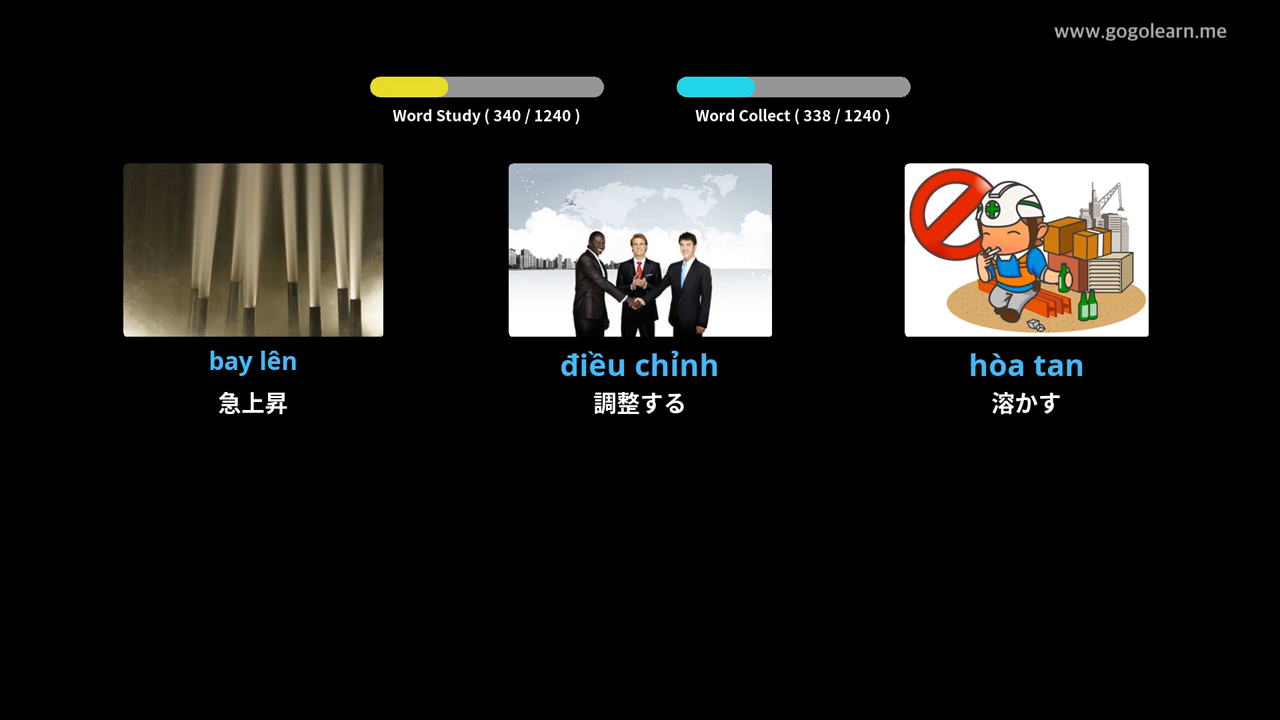 www.gogolearn.me
Word Study ( 340 / 1240 )
Word Collect ( 338 / 1240 )
bay lên
急上昇
điều chỉnh
調整する
hòa tan
溶かす